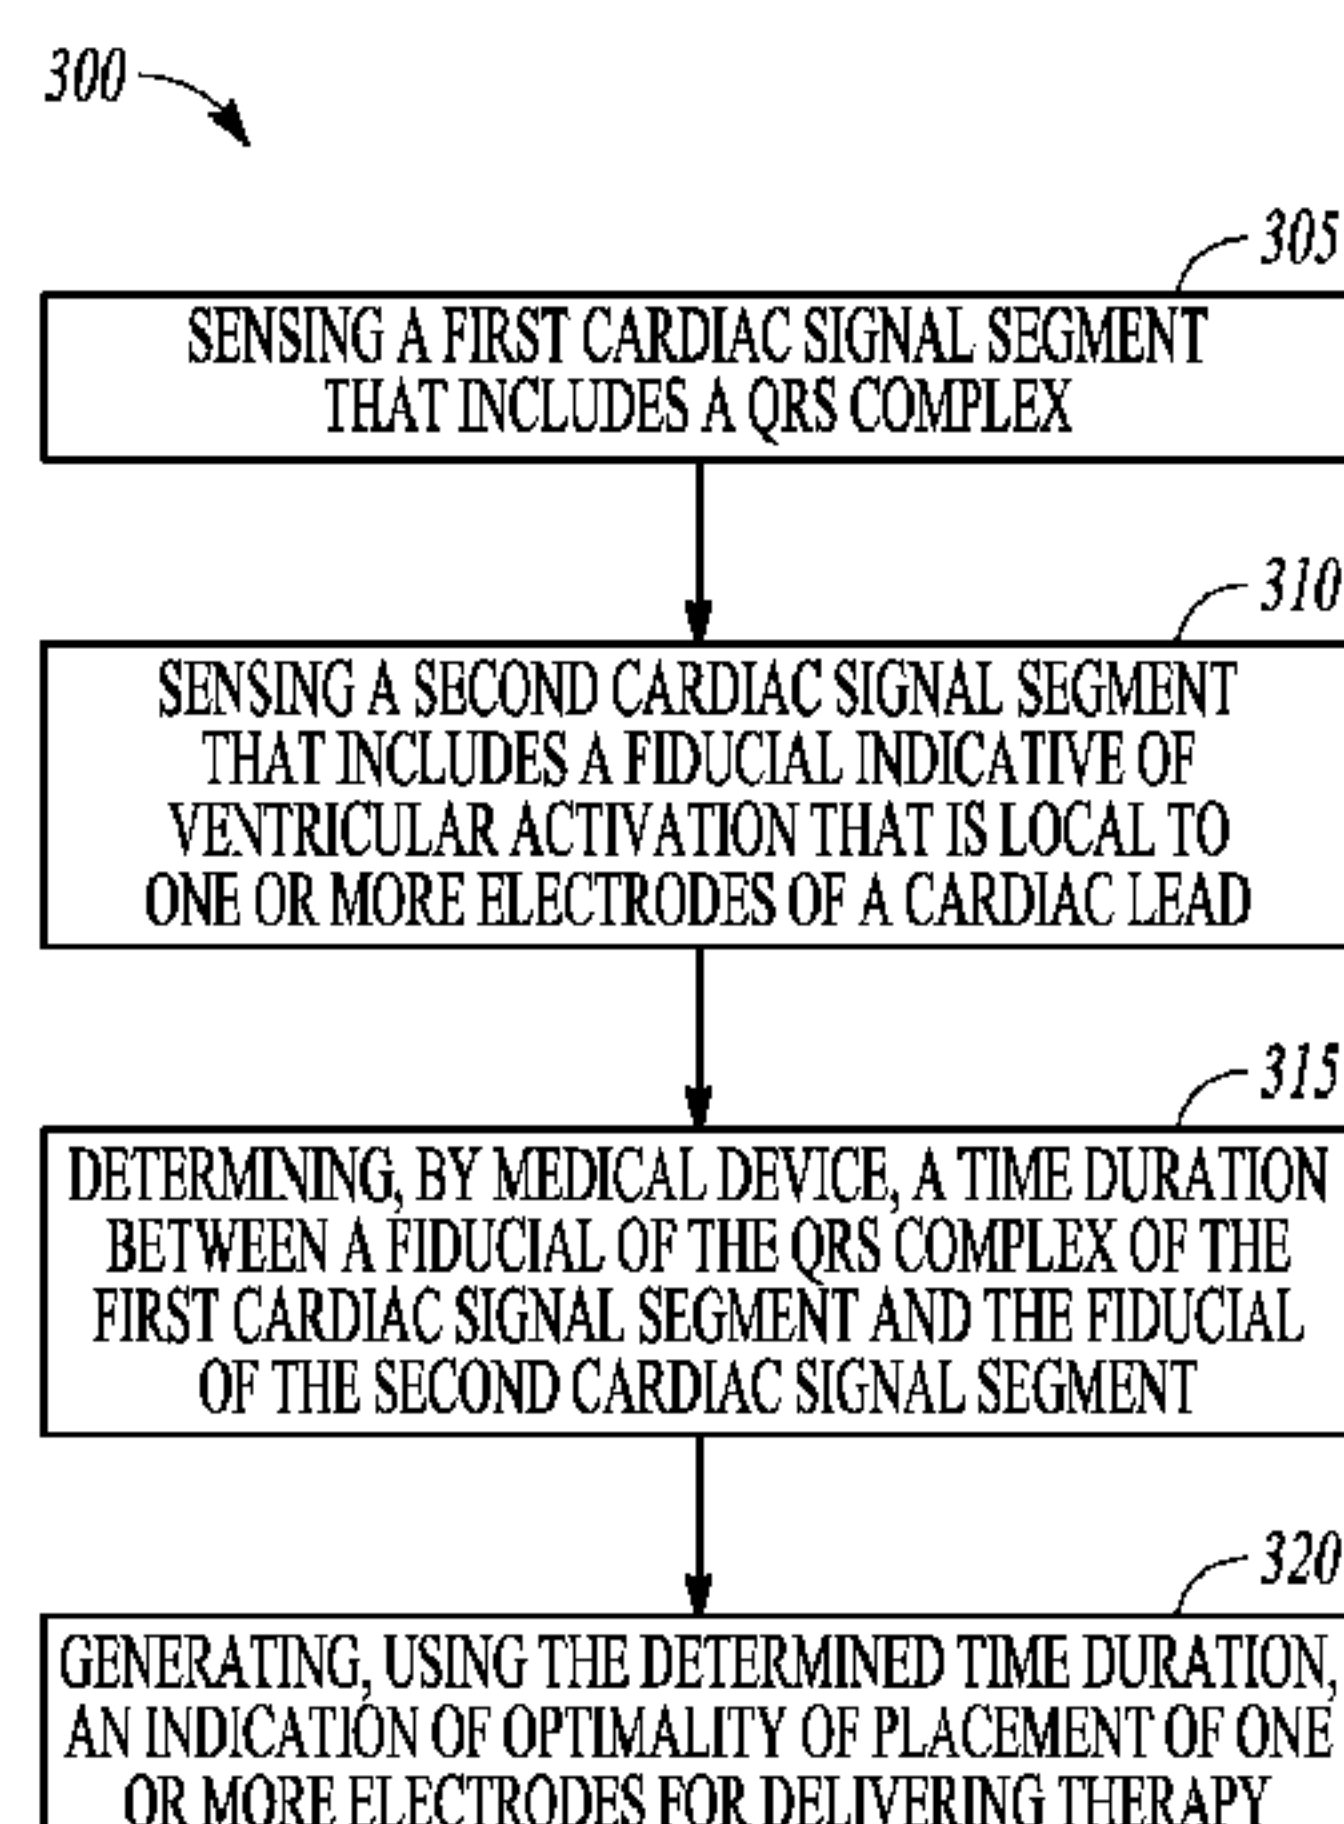 300
305
SENSING A FIRST CARDIAC SIGNAL SEGMENT
THAT INCLUDES A QRS COMPLEX
310
SENSING A SECOND CARDIAC SIGNAL SEGMENT
THAT INCLUDES A FIDUCIAL INDICATIVE OF
VENTRICULAR ACTIVATION THAT IS LOCAL TO
ONE OR MORE ELECTRODES OF A CARDIAC LEAD
315
DETERMINING, BY MEDICAL DEVICE, A TIME DURATION
BETWEEN A FIDUCIAL OF THE QRS COMPLEX OF THE
FIRST CARDIAC SIGNAL SEGMENT AND THE FIDUCIAL
OF THE SECOND CARDIAC SIGNAL SEGMENT
320
GENERATING, USING THE DETERMINED TIME DURATION,
AN INDICATION OF OPTIMALITY OF PLACEMENT OF ONE
OR MORE ELECTRODES FOR DELIVERING THERAPY